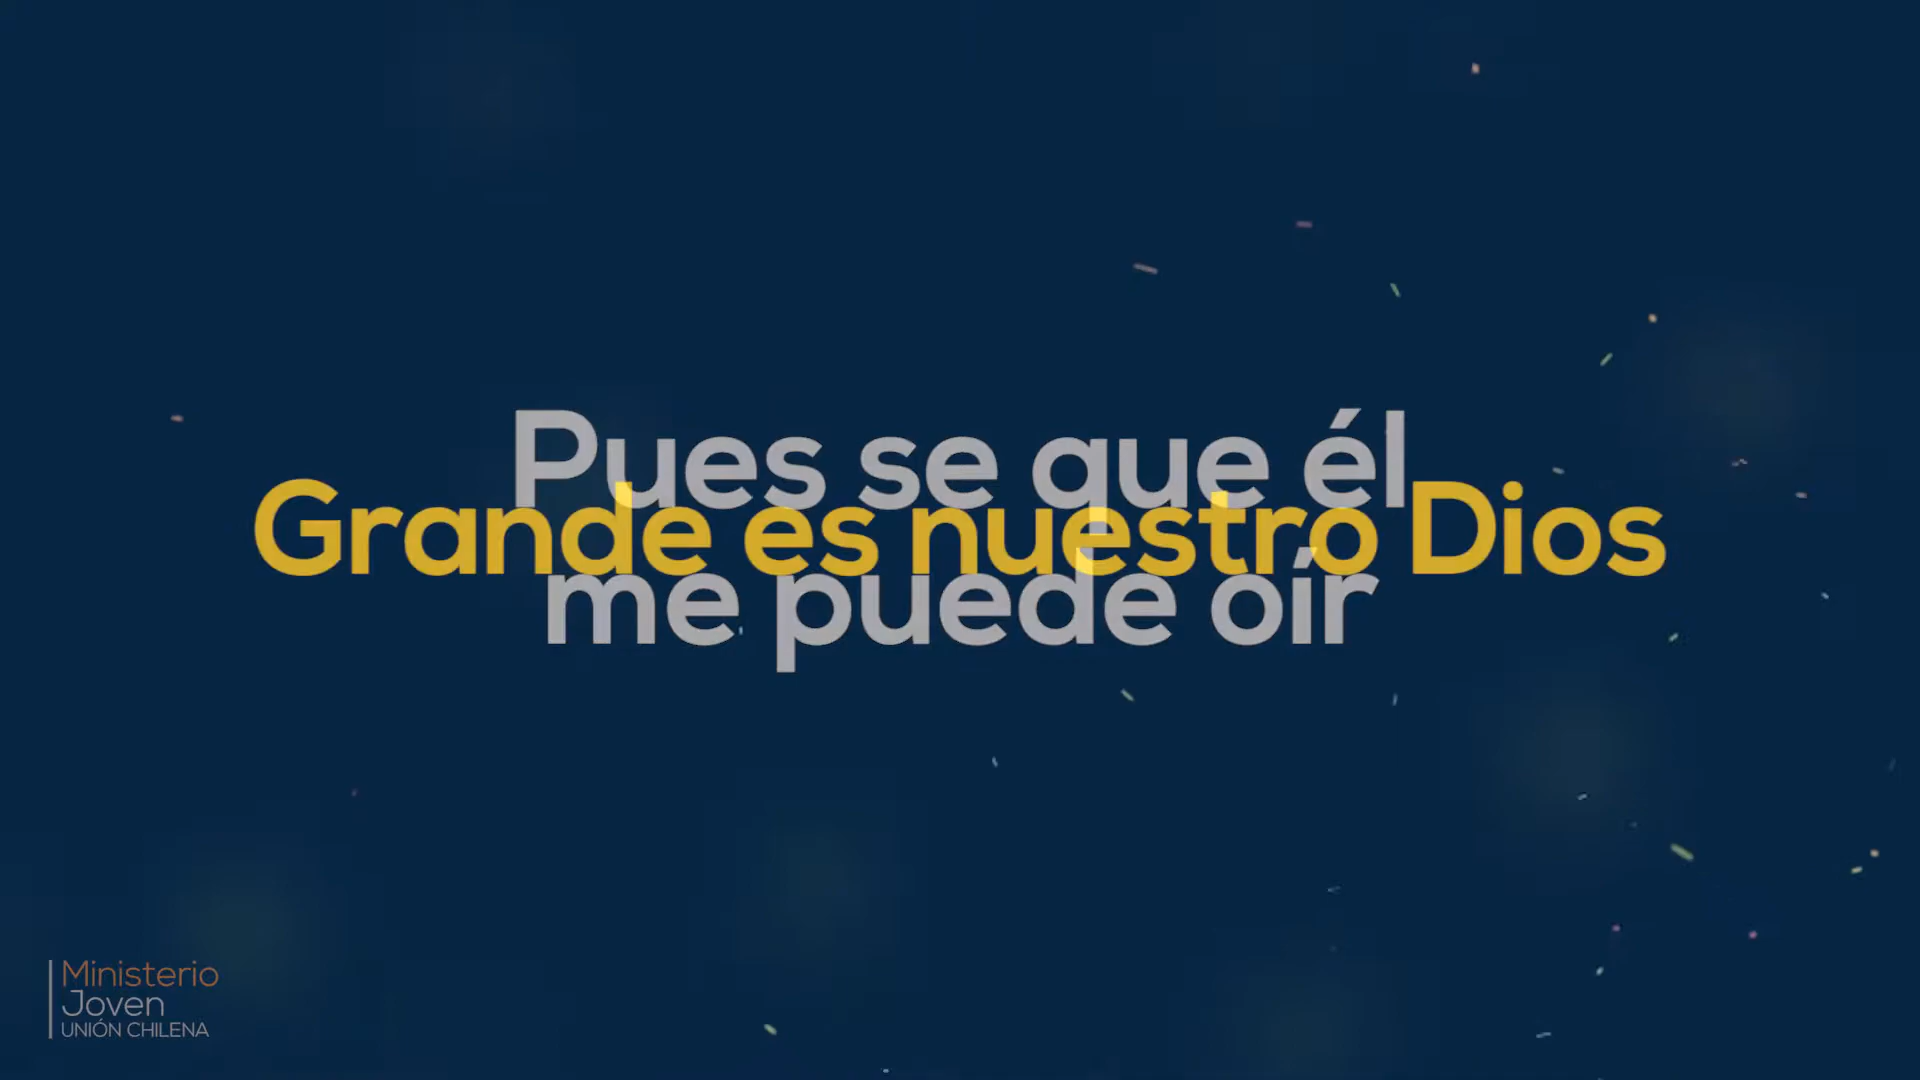 Pues se que él
Grande es nuestro Dios
me puede oír
Ministerio
Joven
UNIÓN CHILENA